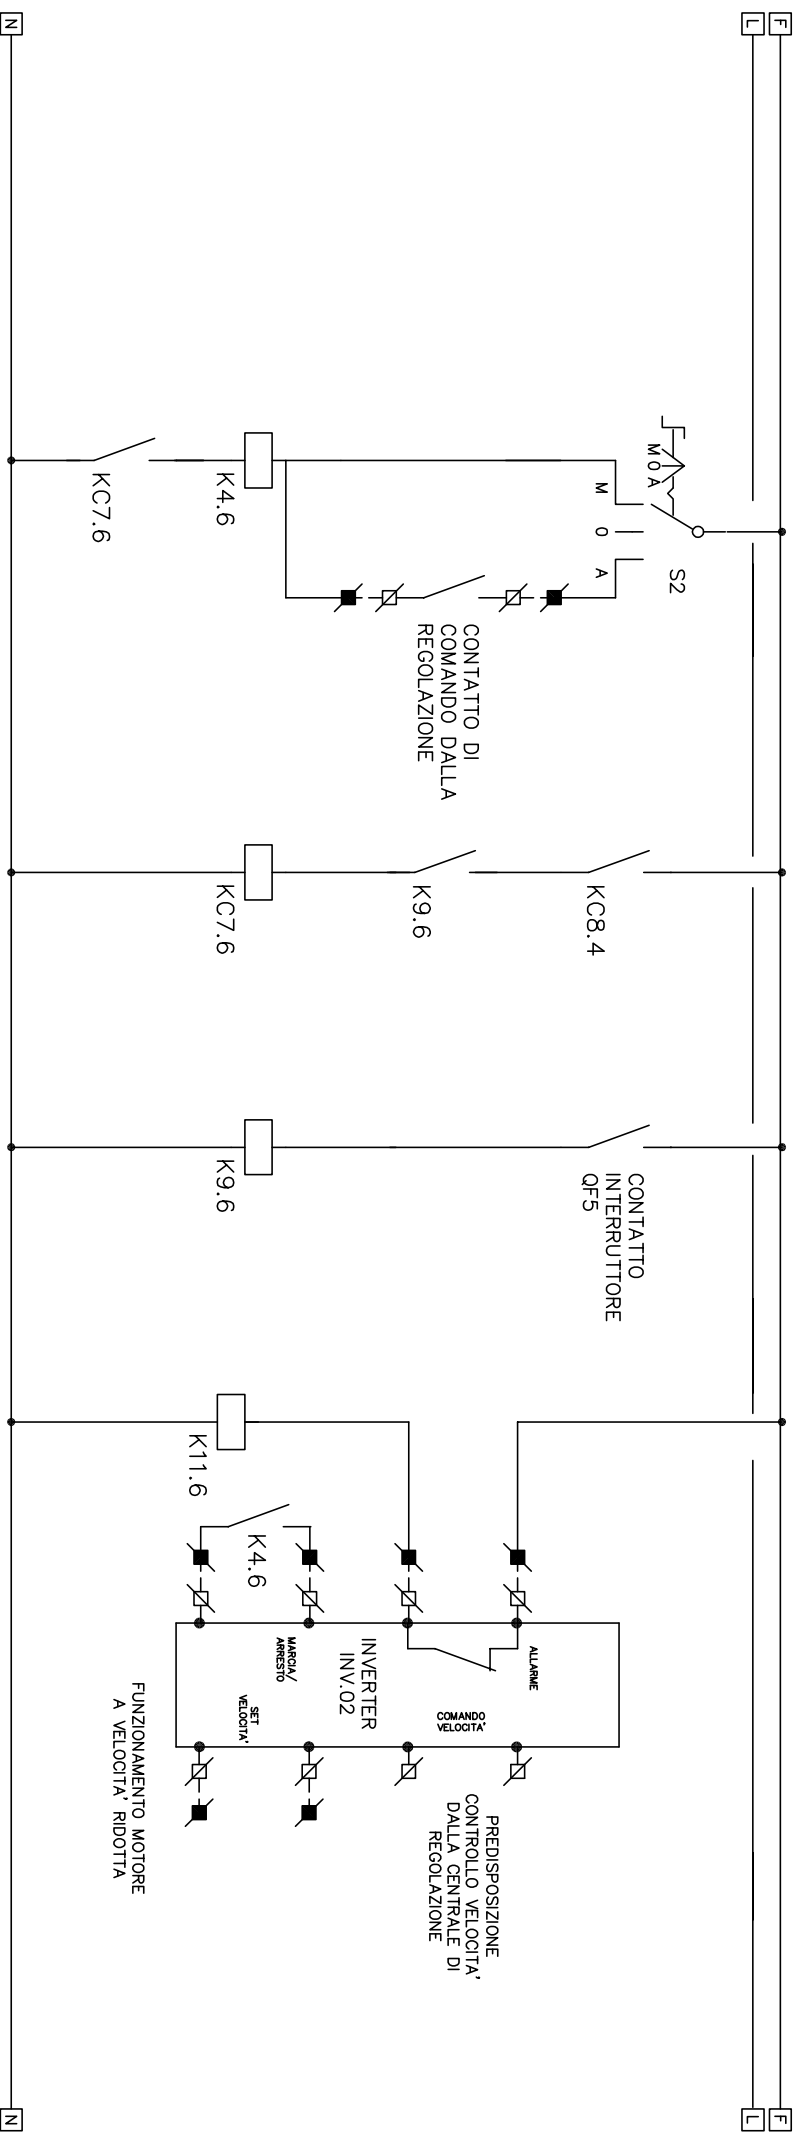 F
L
N
M O A
S2
M
O
A
CONTATTO DI
COMANDO DALLA
REGOLAZIONE
K4.6
KC7.6
KC8.4
K9.6
KC7.6
CONTATTO
INTERRUTTORE
QF5
K9.6
K11.6
K4.6
ALLARME
COMANDO
VELOCITA'
INVERTER
INV.02
MARCIA/
ARRESTO
SET
VELOCITA'
PREDISPOSIZIONE
CONTROLLO VELOCITA'
DALLA CENTRALE DI
REGOLAZIONE
FUNZIONAMENTO MOTORE
A VELOCITA' RIDOTTA
F
L
N